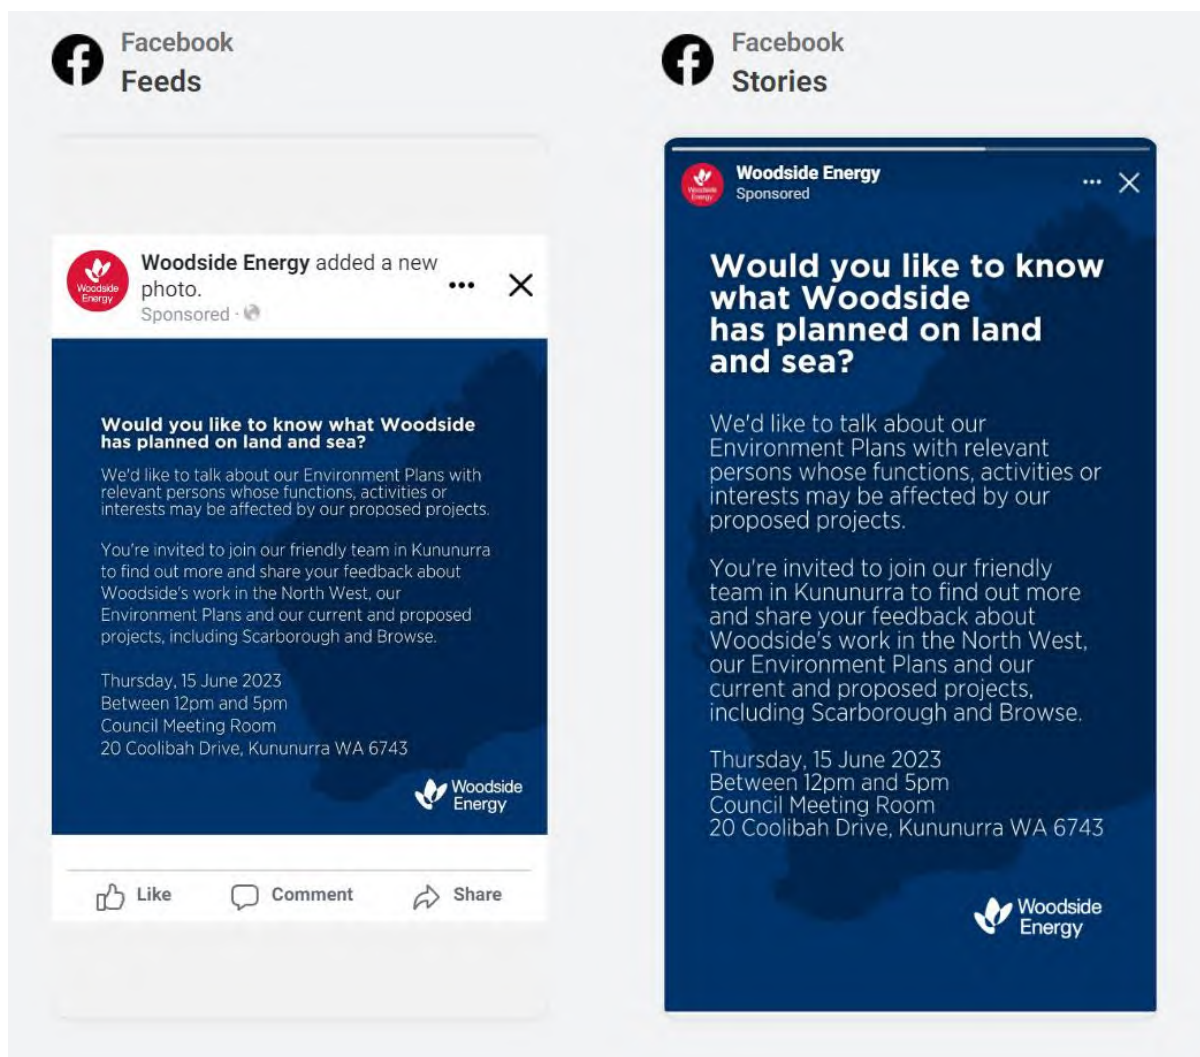 Facebook
Feeds
Woodside Energy added a new
photo.
Sponsored ·
Woodside
Energy
Would you like to know what Woodside
has planned on land and sea?
We'd like to talk about our Environment Plans with
relevant persons whose functions, activities or
interests may be affected by our proposed projects.
You're invited to join our friendly team in Kununurra
to find out more and share your feedback about
Woodside's work in the North West, our
Environment Plans and our current and proposed
projects, including Scarborough and Browse.
Thursday, 15 June 2023
Between 12pm and 5pm
Council Meeting Room
20 Coolibah Drive, Kununurra WA 6743
Woodside
Energy
Like
Comment
Share
Facebook
Stories
Woodside
Energy
Woodside Energy
Sponsored
Would you like to know
what Woodside
has planned on land
and sea?
We'd like to talk about our
Environment Plans with relevant
persons whose functions, activities or
interests may be affected by our
proposed projects.
You're invited to join our friendly
team in Kununurra to find out more
and share your feedback about
Woodside's work in the North West,
our Environment Plans and our
current and proposed projects,
including Scarborough and Browse.
Thursday, 15 June 2023
Between 12pm and 5pm
Council Meeting Room
20 Coolibah Drive, Kununurra WA 6743
Woodside
Energy